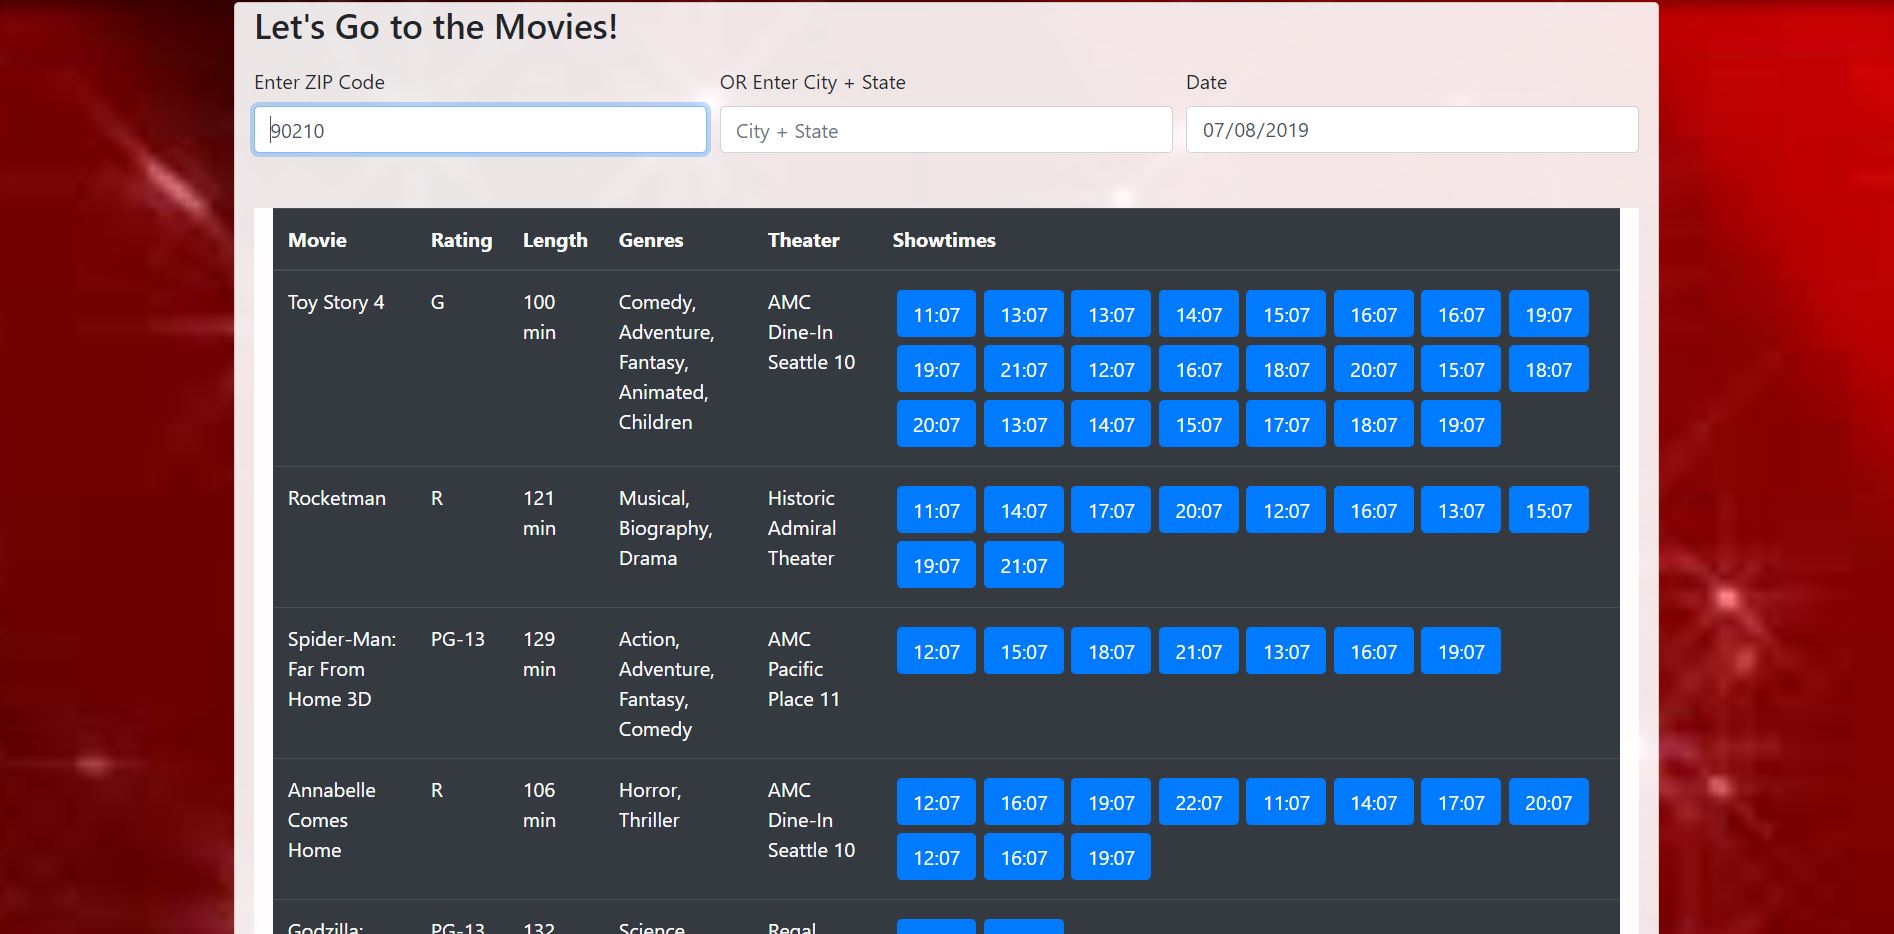 Let's Go to the Movies!
Enter ZIP Code
OR Enter City + State
Date
90210
City + State
07/08/2019
Movie Rating Length Genres Theater Showtimes
Toy Story 4
G
100
min
Comedy,
Adventure,
Fantasy,
Animated,
Children
AMC
Dine-In
Seattle 10
11:07 13:07 13:07 14:07 15:07 16:07 16:07 19:07
19:07 21:07 12:07 16:07 18:07 20:07 15:07 18:07
20:07 13:07 14:07 15:07 17:07 18:07 19:07
Rocketman
R
121
min
Musical,
Biography,
Drama
Historic
Admiral
Theater
11:07 14:07 17:07 20:07 12:07 16:07 13:07 15:07
19:07 21:07
Spider-Man:
Far From
Home 3D
PG-13
129
min
Action,
Adventure,
Fantasy,
Comedy
AMC
Pacific
Place 11
12:07 15:07 18:07 21:07 13:07 16:07 19:07
Annabelle
Comes
Home
R
106
min
Horror,
Thriller
AMC
Dine-In
Seattle 10
12:07 16:07 19:07 22:07 11:07 14:07 17:07 20:07
12:07 16:07 19:07
Godzilla:
PG-13
132
Science
Regal